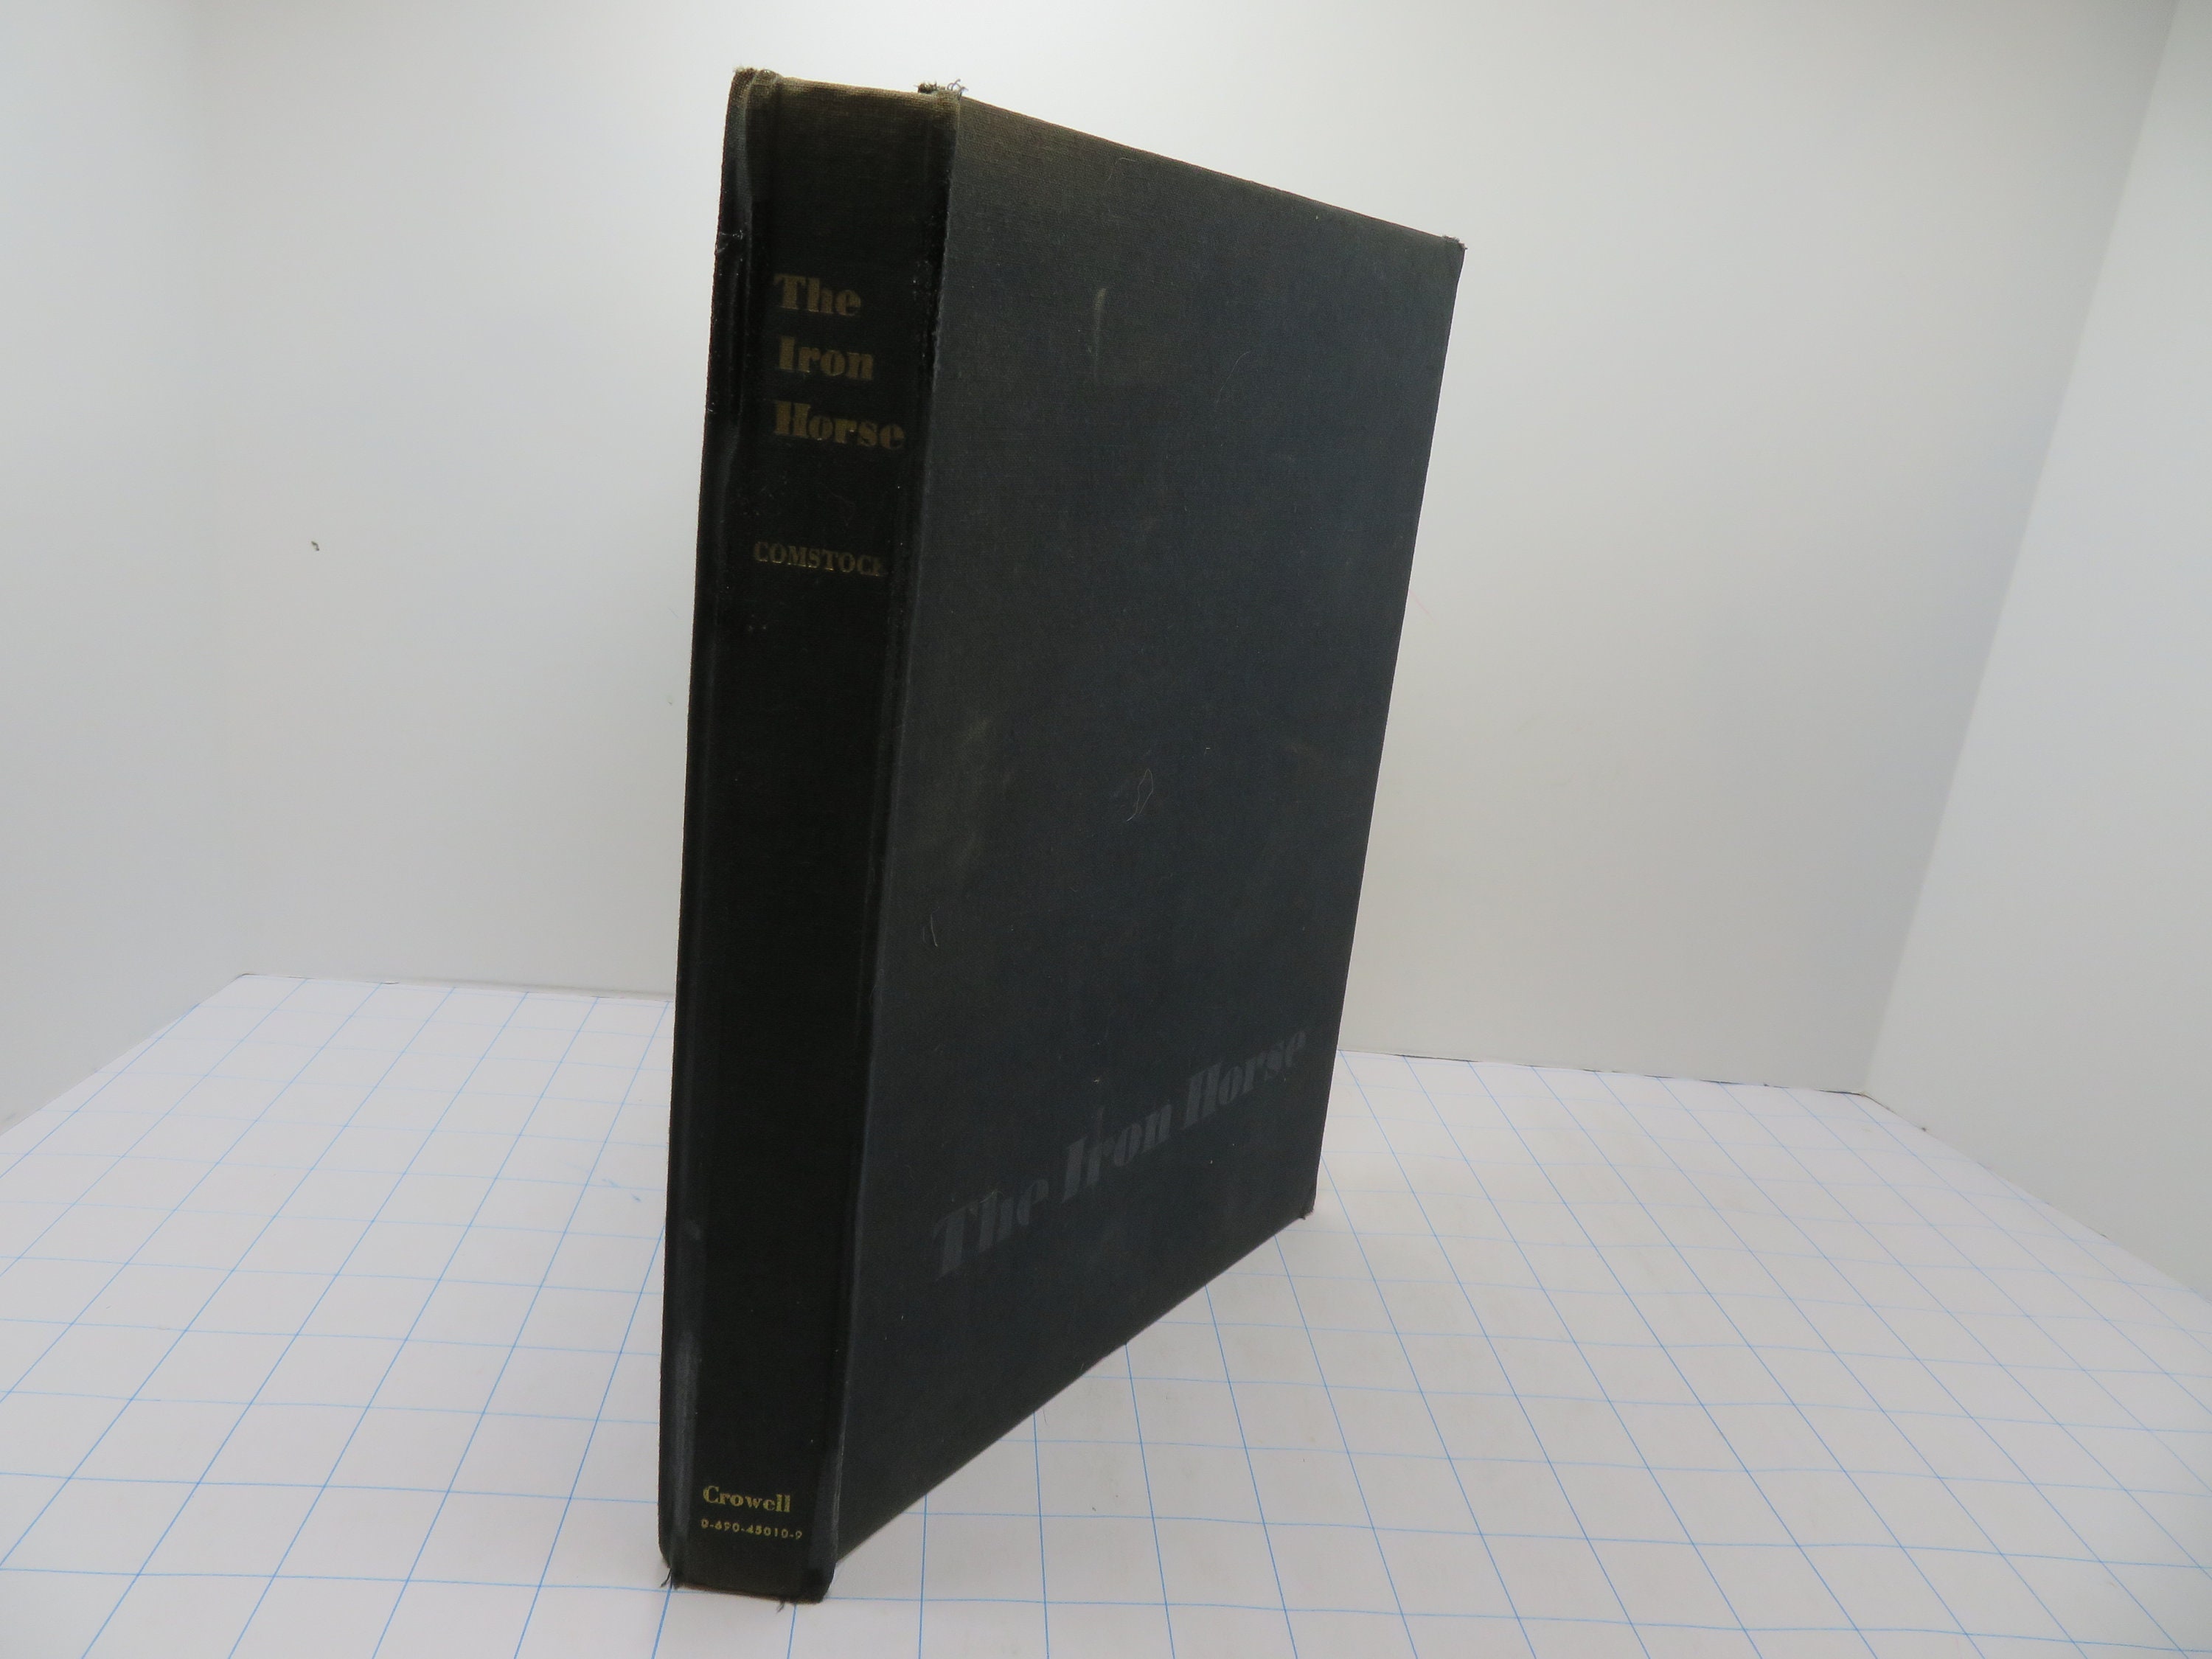 The
Iron
Horse
COMSTOCK
Crowell
0-690-45010-9
The Iron Horse